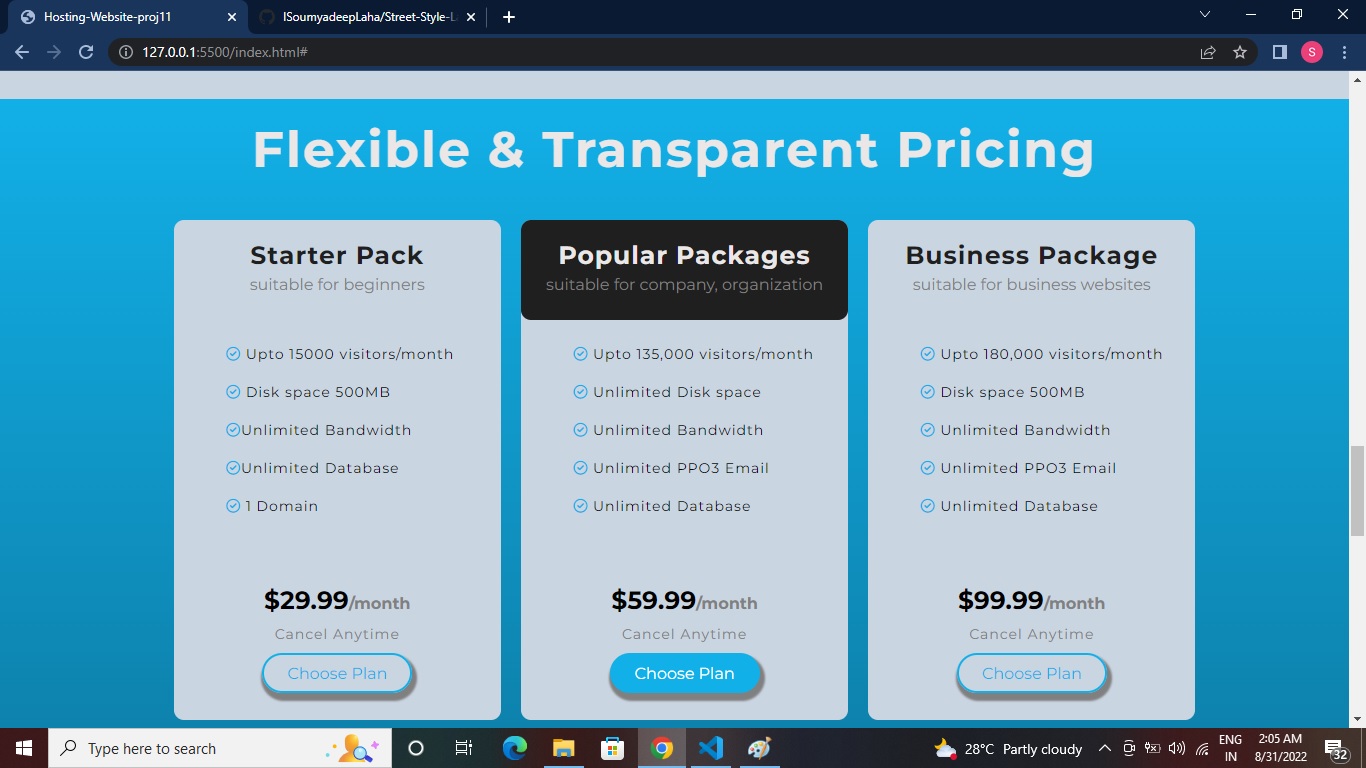 Hosting-Website-proj11
ISoumyadeepLaha/Street-Style-L
127.0.0.1:5500/index.html#
S
Flexible & Transparent Pricing
Starter Pack
suitable for beginners
Upto 15000 visitors/month
Disk space 500MB
Unlimited Bandwidth
Unlimited Database
1 Domain
$29.99/month
Cancel Anytime
Choose Plan
Popular Packages
suitable for company, organization
Upto 135,000 visitors/month
Unlimited Disk space
Unlimited Bandwidth
Unlimited PPO3 Email
Unlimited Database
$59.99/month
Cancel Anytime
Choose Plan
Business Package
suitable for business websites
Upto 180,000 visitors/month
Disk space 500MB
Unlimited Bandwidth
Unlimited PPO3 Email
Unlimited Database
$99.99/month
Cancel Anytime
Choose Plan
Type here to search
28°C Partly cloudy
ENG
IN
2:05 AM
8/31/2022
32